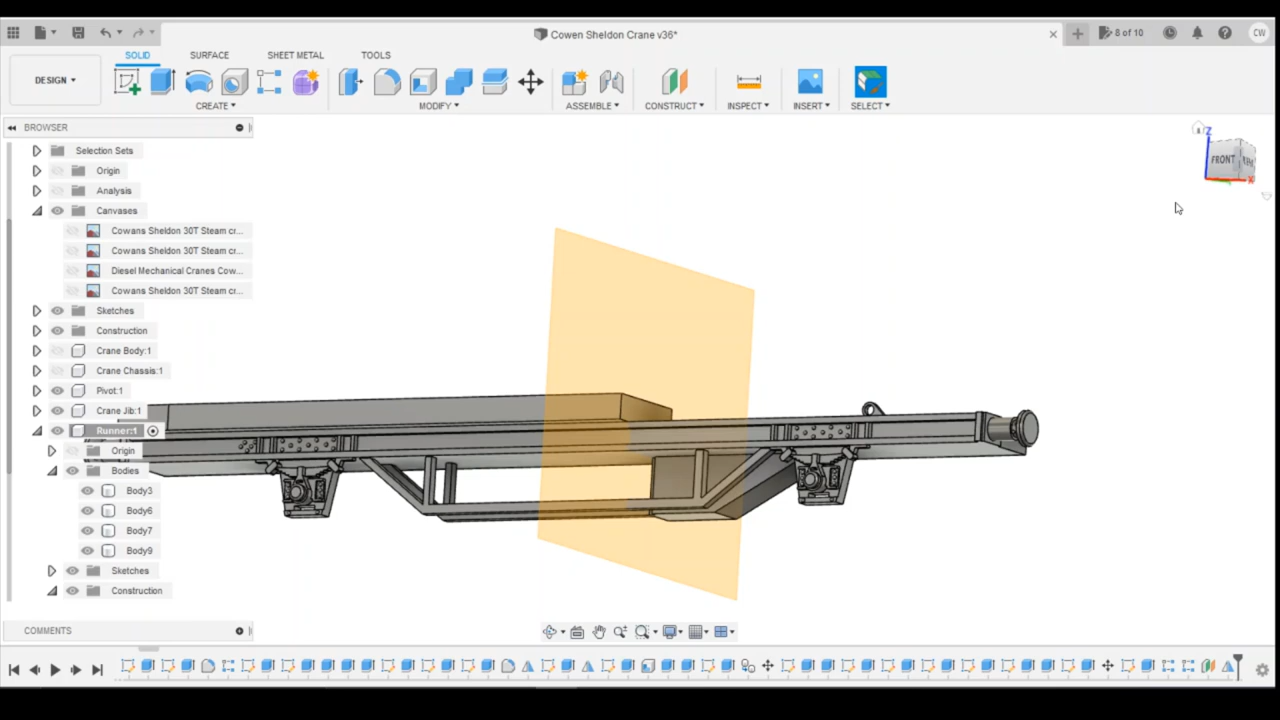 Cowen Sheldon Crane v36*
8 of 10
CW
DESIGN
SOLID
SURFACE
SHEET METAL
TOOLS
CREATE
MODIFY
ASSEMBLE
CONSTRUCT
INSPECT
INSERT
SELECT
BROWSER
Selection Sets
Origin
Analysis
Canvases
Cowans Sheldon 30T Steam cr...
Cowans Sheldon 30T Steam cr...
Diesel Mechanical Cranes Cow...
Cowans Sheldon 30T Steam cr...
Sketches
Construction
Crane Body:1
Crane Chassis:1
Pivot:1
Crane Jib:1
Runner:1
Origin
Bodies
Body3
Body6
Body7
Body9
Sketches
Construction
Z
FRONT
X
COMMENTS